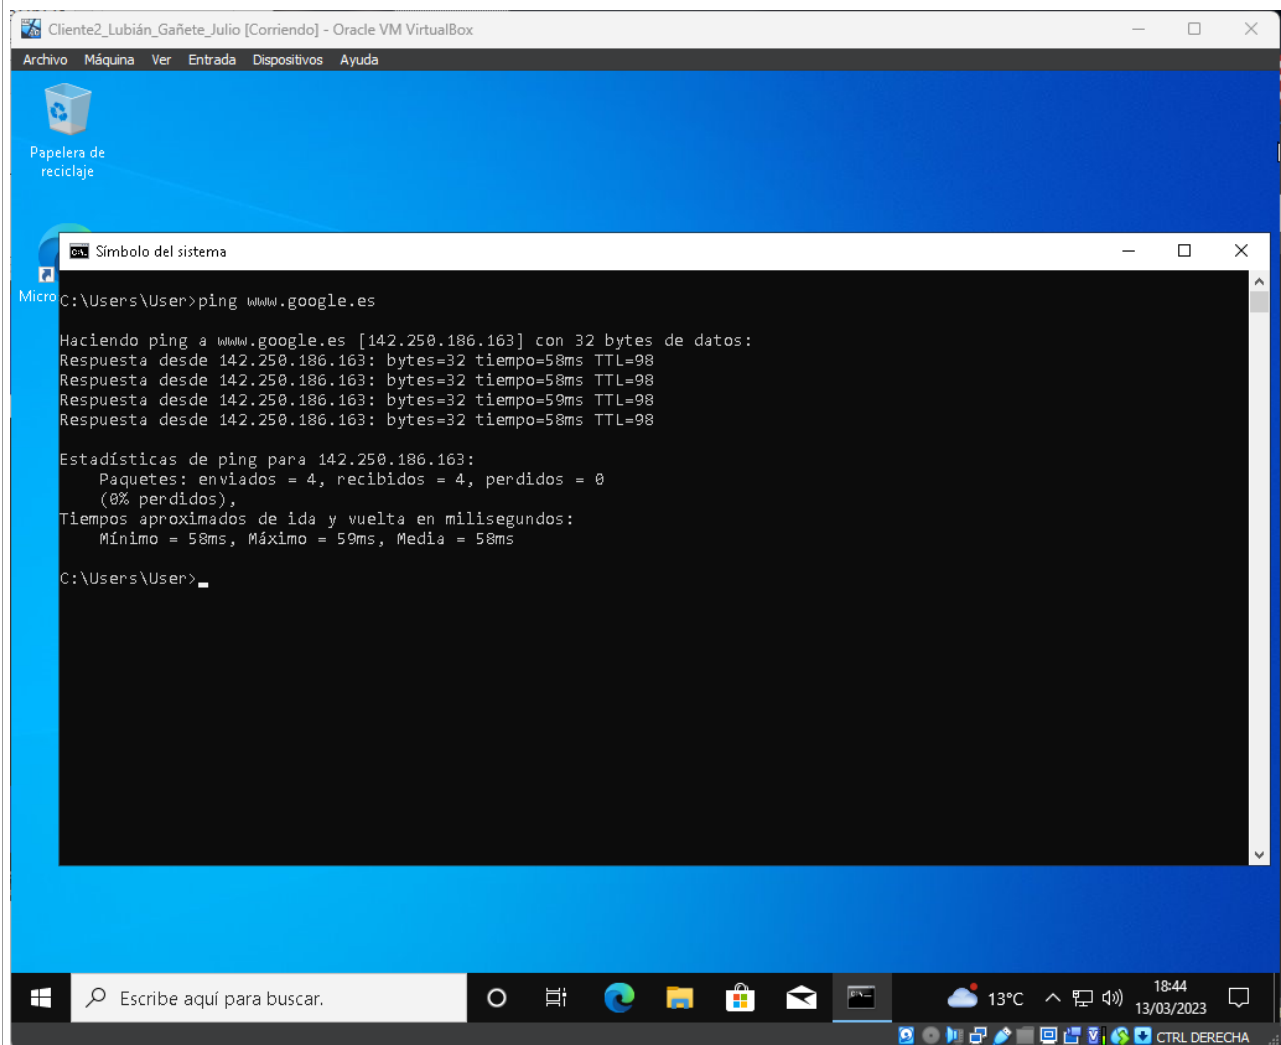 Cliente2_Lubián_Gañete_Julio [Corriendo] - Oracle VM VirtualBox
Archivo Máquina Ver Entrada Dispositivos Ayuda
Papelera de
reciclaje
Símbolo del sistema
Micro
C:\Users\User>ping www.google.es
Haciendo ping a www.google.es [142.250.186.163] con 32 bytes de datos:
Respuesta desde 142.250.186.163: bytes=32 tiempo=58ms TTL=98
Respuesta desde 142.250.186.163: bytes=32 tiempo=58ms TTL=98
Respuesta desde 142.250.186.163: bytes=32 tiempo=59ms TTL=98
Respuesta desde 142.250.186.163: bytes=32 tiempo=58ms TTL=98
Estadísticas de ping para 142.250.186.163:
Paquetes: enviados = 4, recibidos = 4, perdidos = 0
(0% perdidos),
Tiempos aproximados de ida y vuelta en milisegundos:
Mínimo = 58ms, Máximo = 59ms, Media = 58ms
C:\Users\User>
Escribe aquí para buscar.
13°C
18:44
13/03/2023
CTRL DERECHA